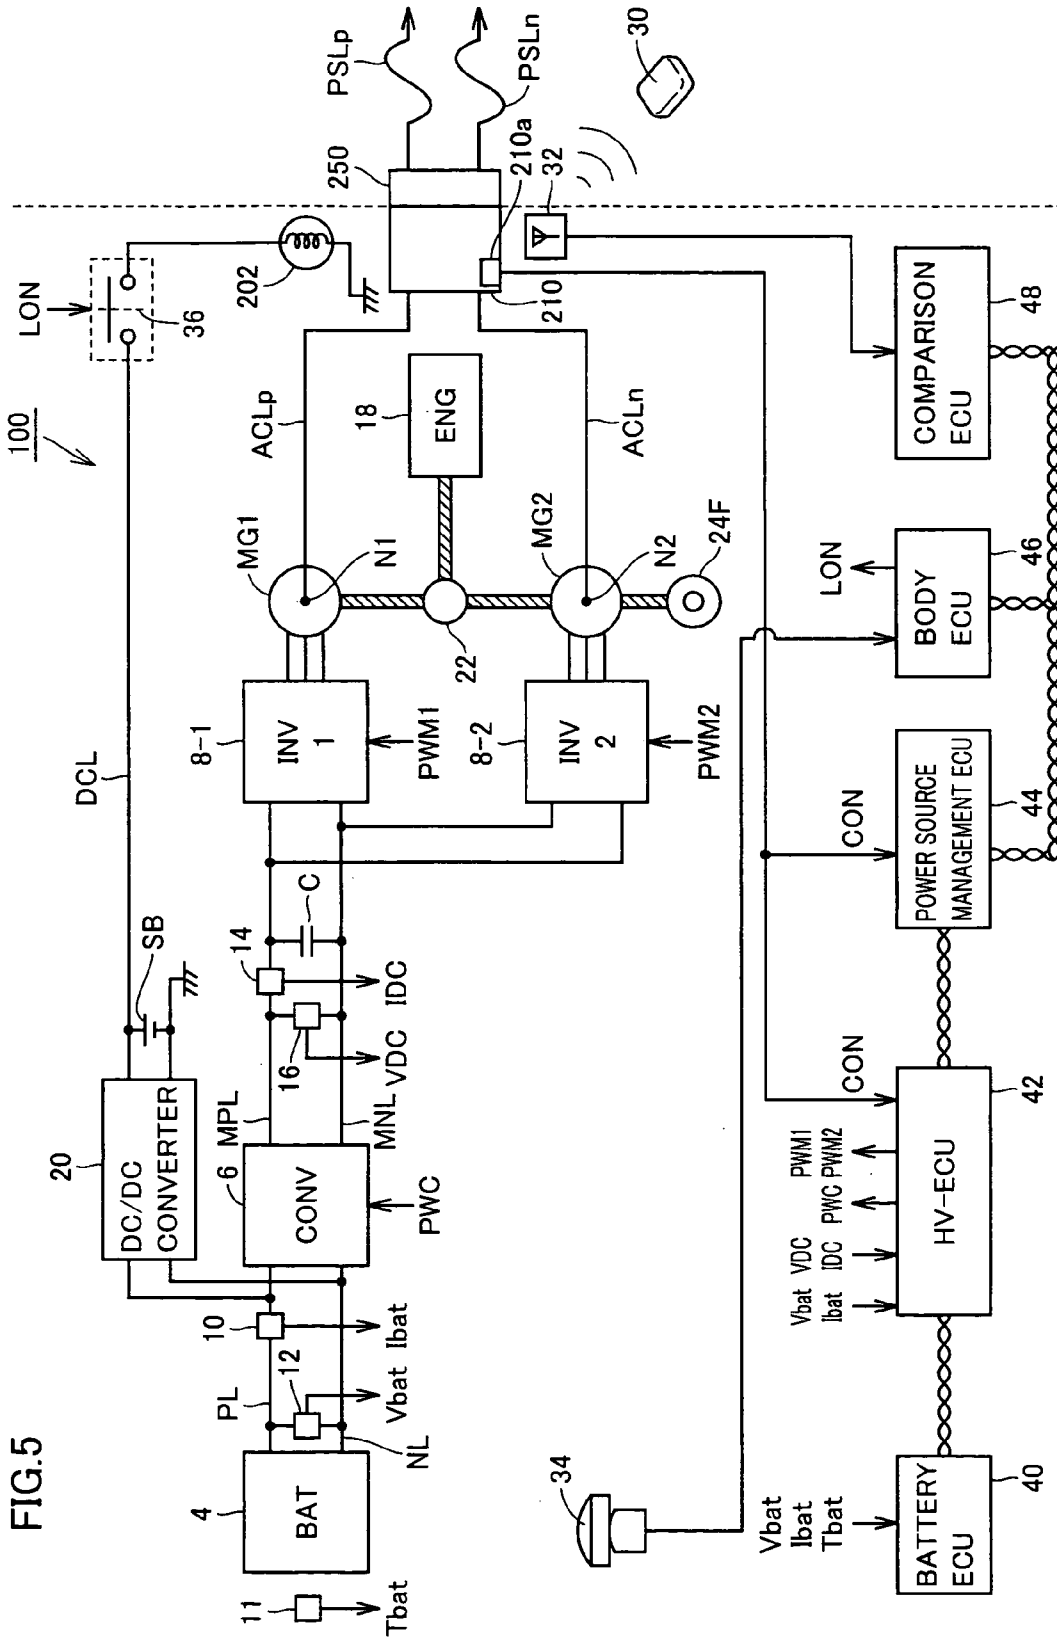 FIG.5
100
LON
36
DCL
SB
20
DC/DC
CONVERTER
202
250
PSLp
PSLn
30
210a
32
210
ACLp
ACLn
18
ENG
MG1
N1
22
MG2
N2
24F
8-1
INV
1
PWM1
8-2
INV
2
PWM2
C
14
IDC
16
VDC
MPL
MNL
6
CONV
PWC
10
Ibat
12
Vbat
PL
NL
4
BAT
11
Tbat
34
Vbat
Ibat
Tbat
BATTERY
ECU
40
Vbat VDC
Ibat IDC
PWC PWM1
PWM2
CON
HV-ECU
42
CON
POWER SOURCE
MANAGEMENT ECU
44
LON
BODY
ECU
46
COMPARISON
ECU
48